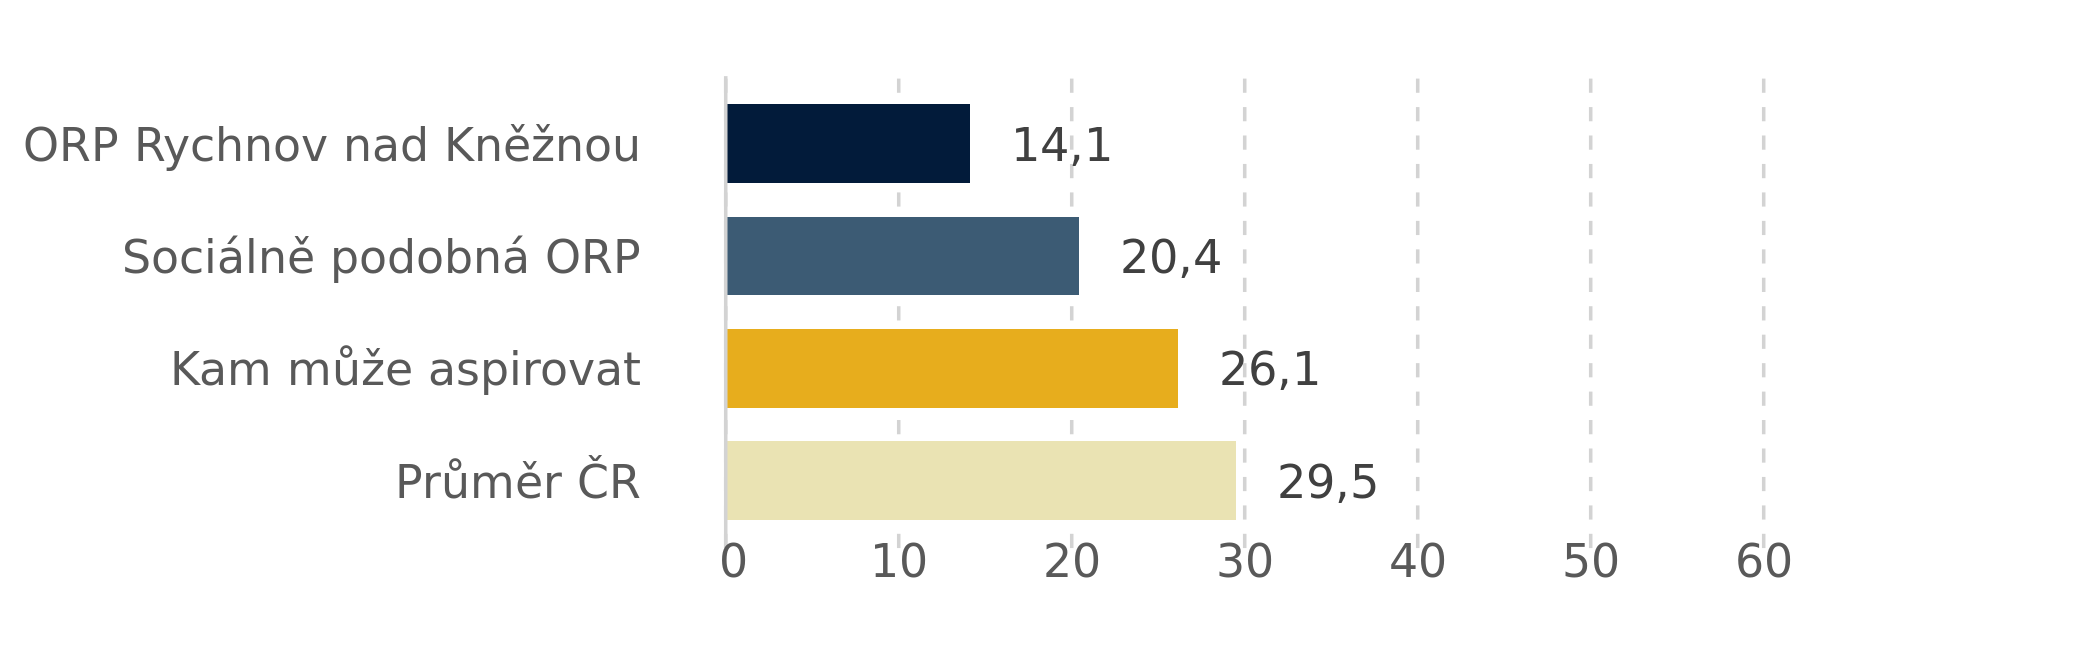 ORP Rychnov nad Kněžnou 14,1
Sociálně podobná ORP 20,4
Kam může aspirovat 26,1
Průměr ČR 29,5
0 10 20 30 40 50 60